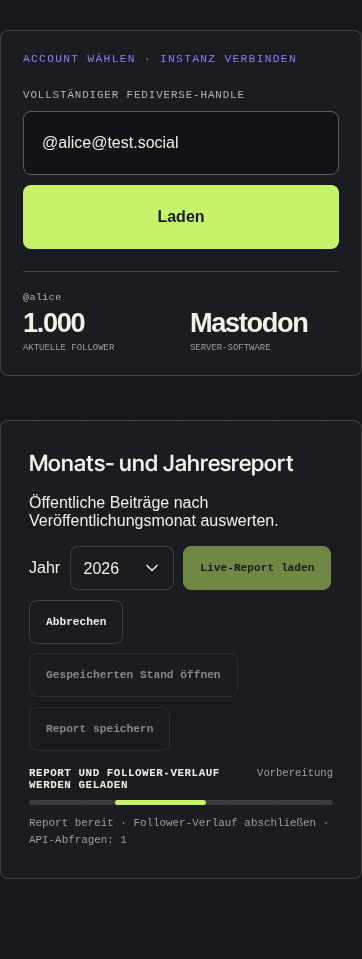 ACCOUNT WÄHLEN · INSTANZ VERBINDEN
VOLLSTÄNDIGER FEDIVERSE-HANDLE
@alice@test.social
Laden
@alice
1.000
AKTUELLE FOLLOWER
Mastodon
SERVER-SOFTWARE
Monats- und Jahresreport
Öffentliche Beiträge nach
Veröffentlichungsmonat auswerten.
Jahr 2026 Live-Report laden
Abbrechen
Gespeicherten Stand öffnen
Report speichern
REPORT UND FOLLOWER-VERLAUF
WERDEN GELADEN
Vorbereitung
Report bereit · Follower-Verlauf abschließen ·
API-Abfragen: 1